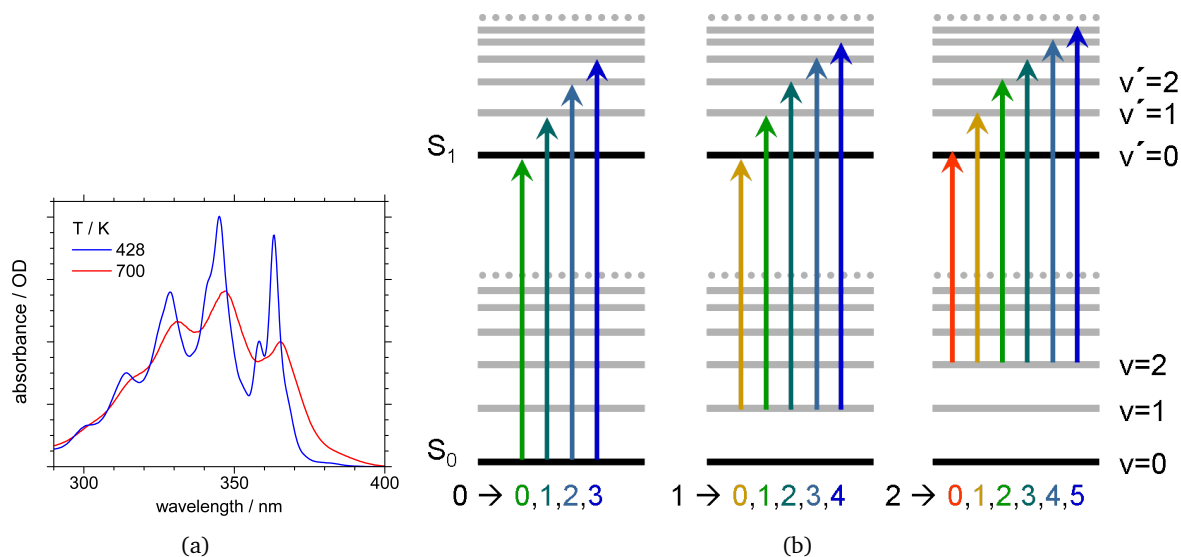 T / K
428
700
absorbance / OD
300
350
400
wavelength / nm
(a)
S₁
S₀
v´=2
v´=1
v´=0
v=2
v=1
v=0
0 → 0,1,2,3
1 → 0,1,2,3,4
2 → 0,1,2,3,4,5
(b)